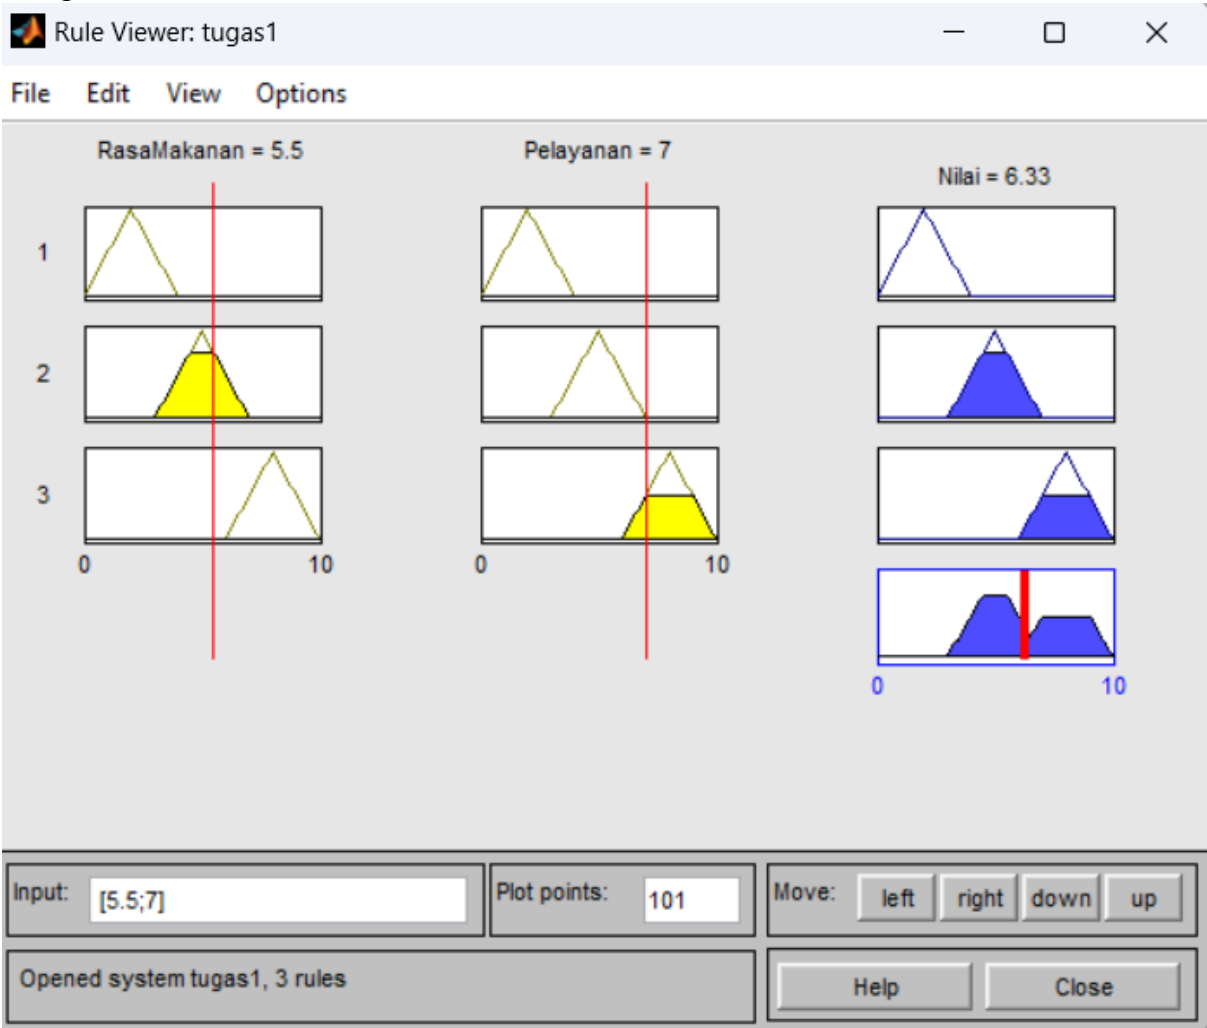 Rule Viewer: tugas1
File Edit View Options
RasaMakanan = 5.5
Pelayanan = 7
Nilai = 6.33
1
2
3
0 10
0 10
0 10
Input: [5.5;7]
Plot points: 101
Move: left right down up
Opened system tugas1, 3 rules
Help Close